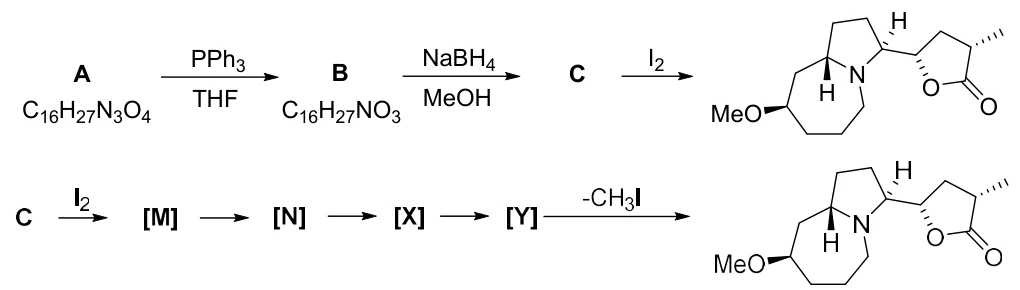 A PPh₃ B NaBH₄ C I₂ H
THF MeOH
C₁₆H₂₇N₃O₄ C₁₆H₂₇NO₃
N H O O MeO
C I₂ [M] [N] [X] [Y] -CH₃I H
N H O O MeO